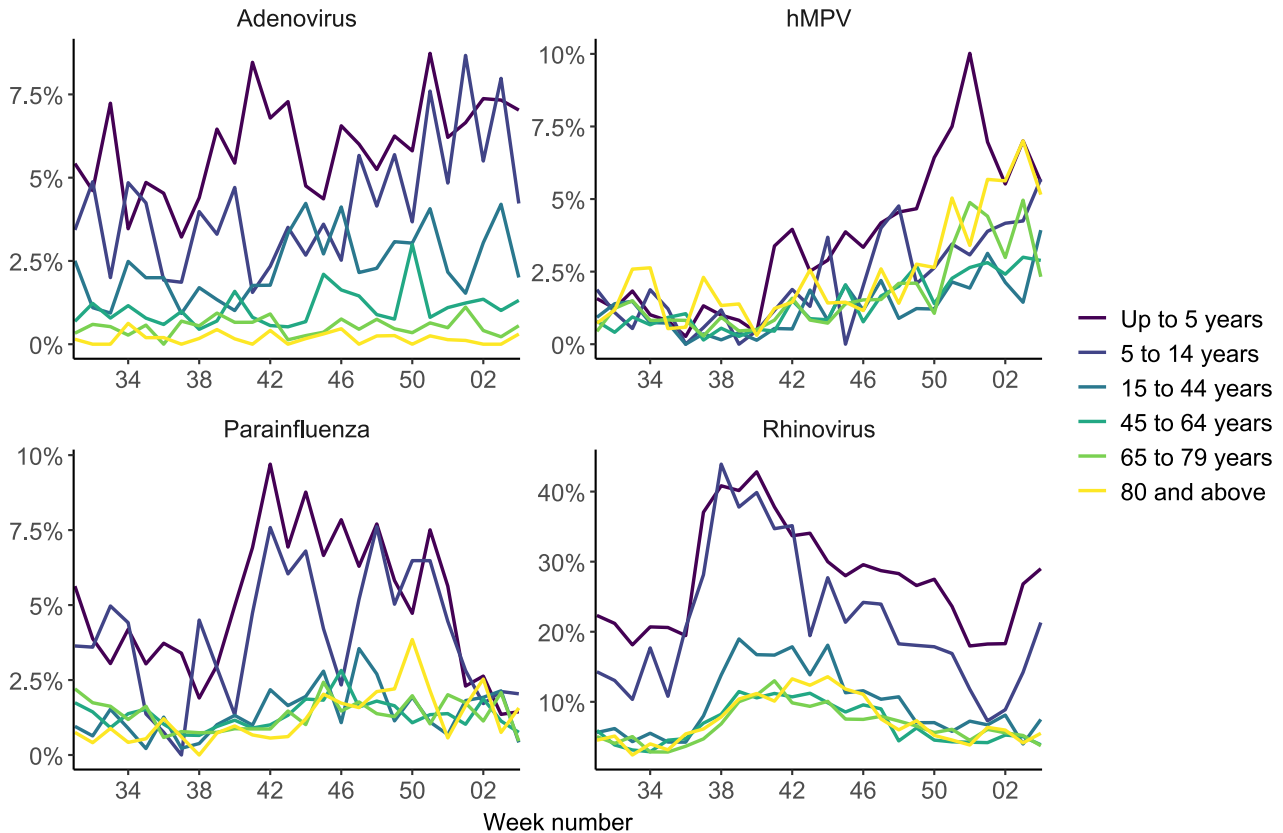 Adenovirus
hMPV
7.5%
5%
2.5%
0%
34 38 42 46 50 02
10%
7.5%
5%
2.5%
0%
34 38 42 46 50 02
Parainfluenza
Rhinovirus
10%
7.5%
5%
2.5%
0%
34 38 42 46 50 02
40%
30%
20%
10%
34 38 42 46 50 02
Week number
Up to 5 years
5 to 14 years
15 to 44 years
45 to 64 years
65 to 79 years
80 and above